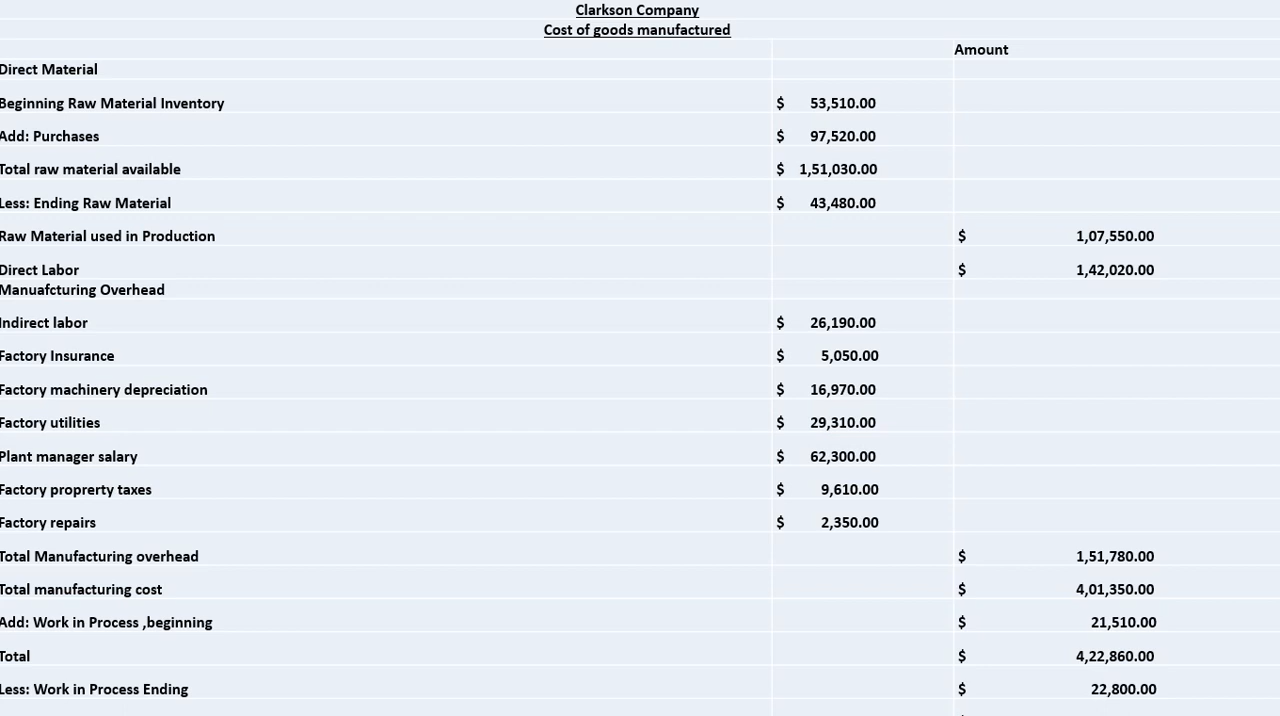 Clarkson Company
Cost of goods manufactured
Amount
Direct Material
Beginning Raw Material Inventory $ 53,510.00
Add: Purchases $ 97,520.00
Total raw material available $ 1,51,030.00
Less: Ending Raw Material $ 43,480.00
Raw Material used in Production $ 1,07,550.00
Direct Labor $ 1,42,020.00
Manuafcturing Overhead
Indirect labor $ 26,190.00
Factory Insurance $ 5,050.00
Factory machinery depreciation $ 16,970.00
Factory utilities $ 29,310.00
Plant manager salary $ 62,300.00
Factory proprerty taxes $ 9,610.00
Factory repairs $ 2,350.00
Total Manufacturing overhead $ 1,51,780.00
Total manufacturing cost $ 4,01,350.00
Add: Work in Process ,beginning $ 21,510.00
Total $ 4,22,860.00
Less: Work in Process Ending $ 22,800.00